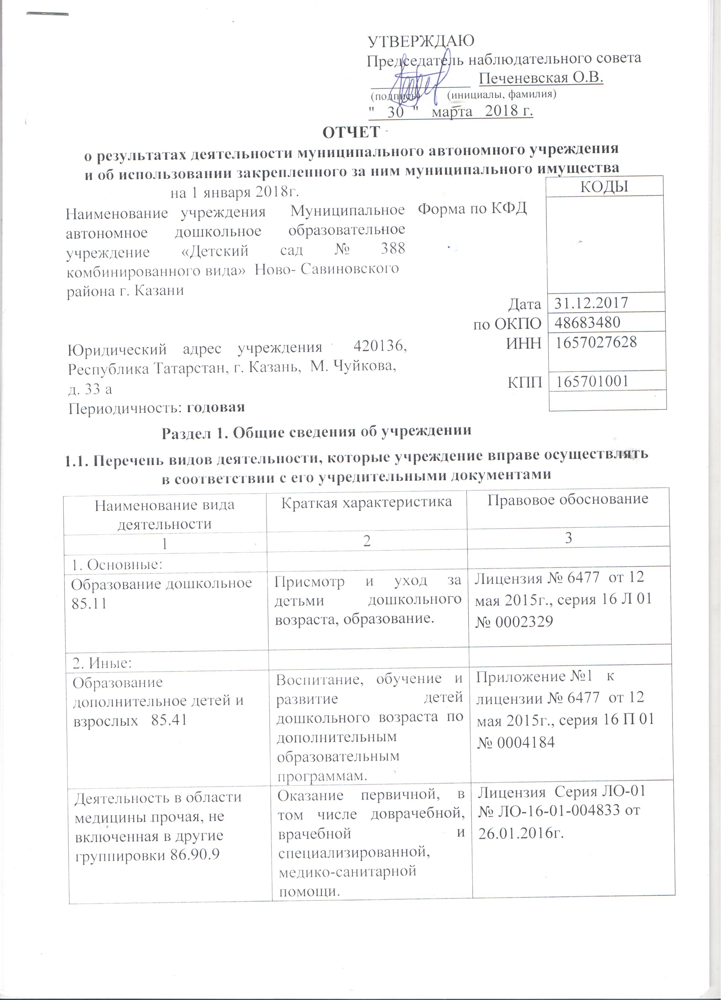 УТВЕРЖДАЮ
Председатель наблюдательного совета
Печеневская О.В.
(подпись) (инициалы, фамилия)
" 30 " марта 2018 г.
ОТЧЕТ
о результатах деятельности муниципального автономного учреждения
и об использовании закрепленного за ним муниципального имущества
на 1 января 2018г.
КОДЫ
Наименование учреждения Муниципальное
автономное дошкольное образовательное
учреждение «Детский сад № 388
комбинированного вида» Ново- Савиновского
района г. Казани
Форма по КФД
Дата 31.12.2017
по ОКПО 48683480
ИНН 1657027628
Юридический адрес учреждения 420136,
Республика Татарстан, г. Казань, М. Чуйкова,
д. 33 а
КПП 165701001
Периодичность: годовая
Раздел 1. Общие сведения об учреждении
1.1. Перечень видов деятельности, которые учреждение вправе осуществлять
в соответствии с его учредительными документами
Наименование вида
деятельности
Краткая характеристика
Правовое обоснование
1
2
3
1. Основные:
Образование дошкольное
85.11
Присмотр и уход за
детьми дошкольного
возраста, образование.
Лицензия № 6477 от 12
мая 2015г., серия 16 Л 01
№ 0002329
2. Иные:
Образование
дополнительное детей и
взрослых 85.41
Воспитание, обучение и
развитие детей
дошкольного возраста по
дополнительным
образовательным
программам.
Приложение №1 к
лицензии № 6477 от 12
мая 2015г., серия 16 П 01
№ 0004184
Деятельность в области
медицины прочая, не
включенная в другие
группировки 86.90.9
Оказание первичной, в
том числе доврачебной,
врачебной и
специализированной,
медико-санитарной
помощи.
Лицензия Серия ЛО-01
№ ЛО-16-01-004833 от
26.01.2016г.